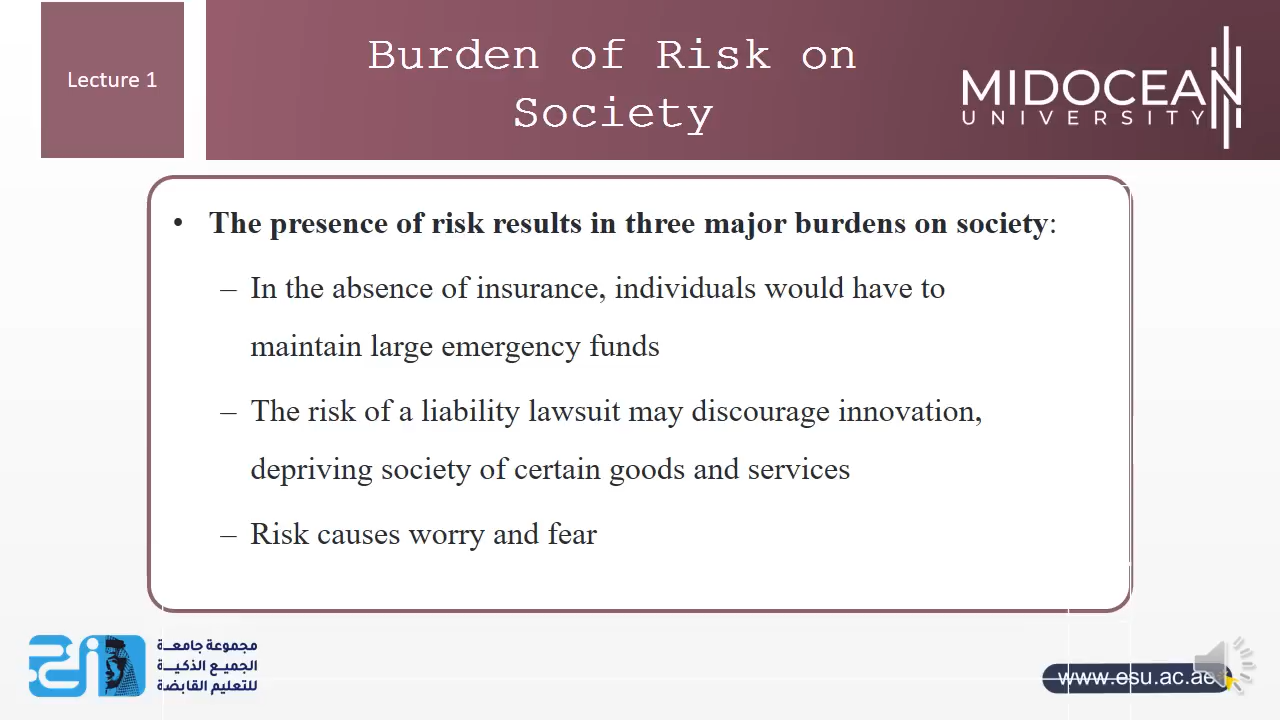 Lecture 1
Burden of Risk on
Society
MIDOCEAN
UNIVERSITY
• The presence of risk results in three major burdens on society:
– In the absence of insurance, individuals would have to
maintain large emergency funds
– The risk of a liability lawsuit may discourage innovation,
depriving society of certain goods and services
– Risk causes worry and fear
مجموعة جامعة
الجميع الذكية
للتعليم القابضة
www.esu.ac.ae